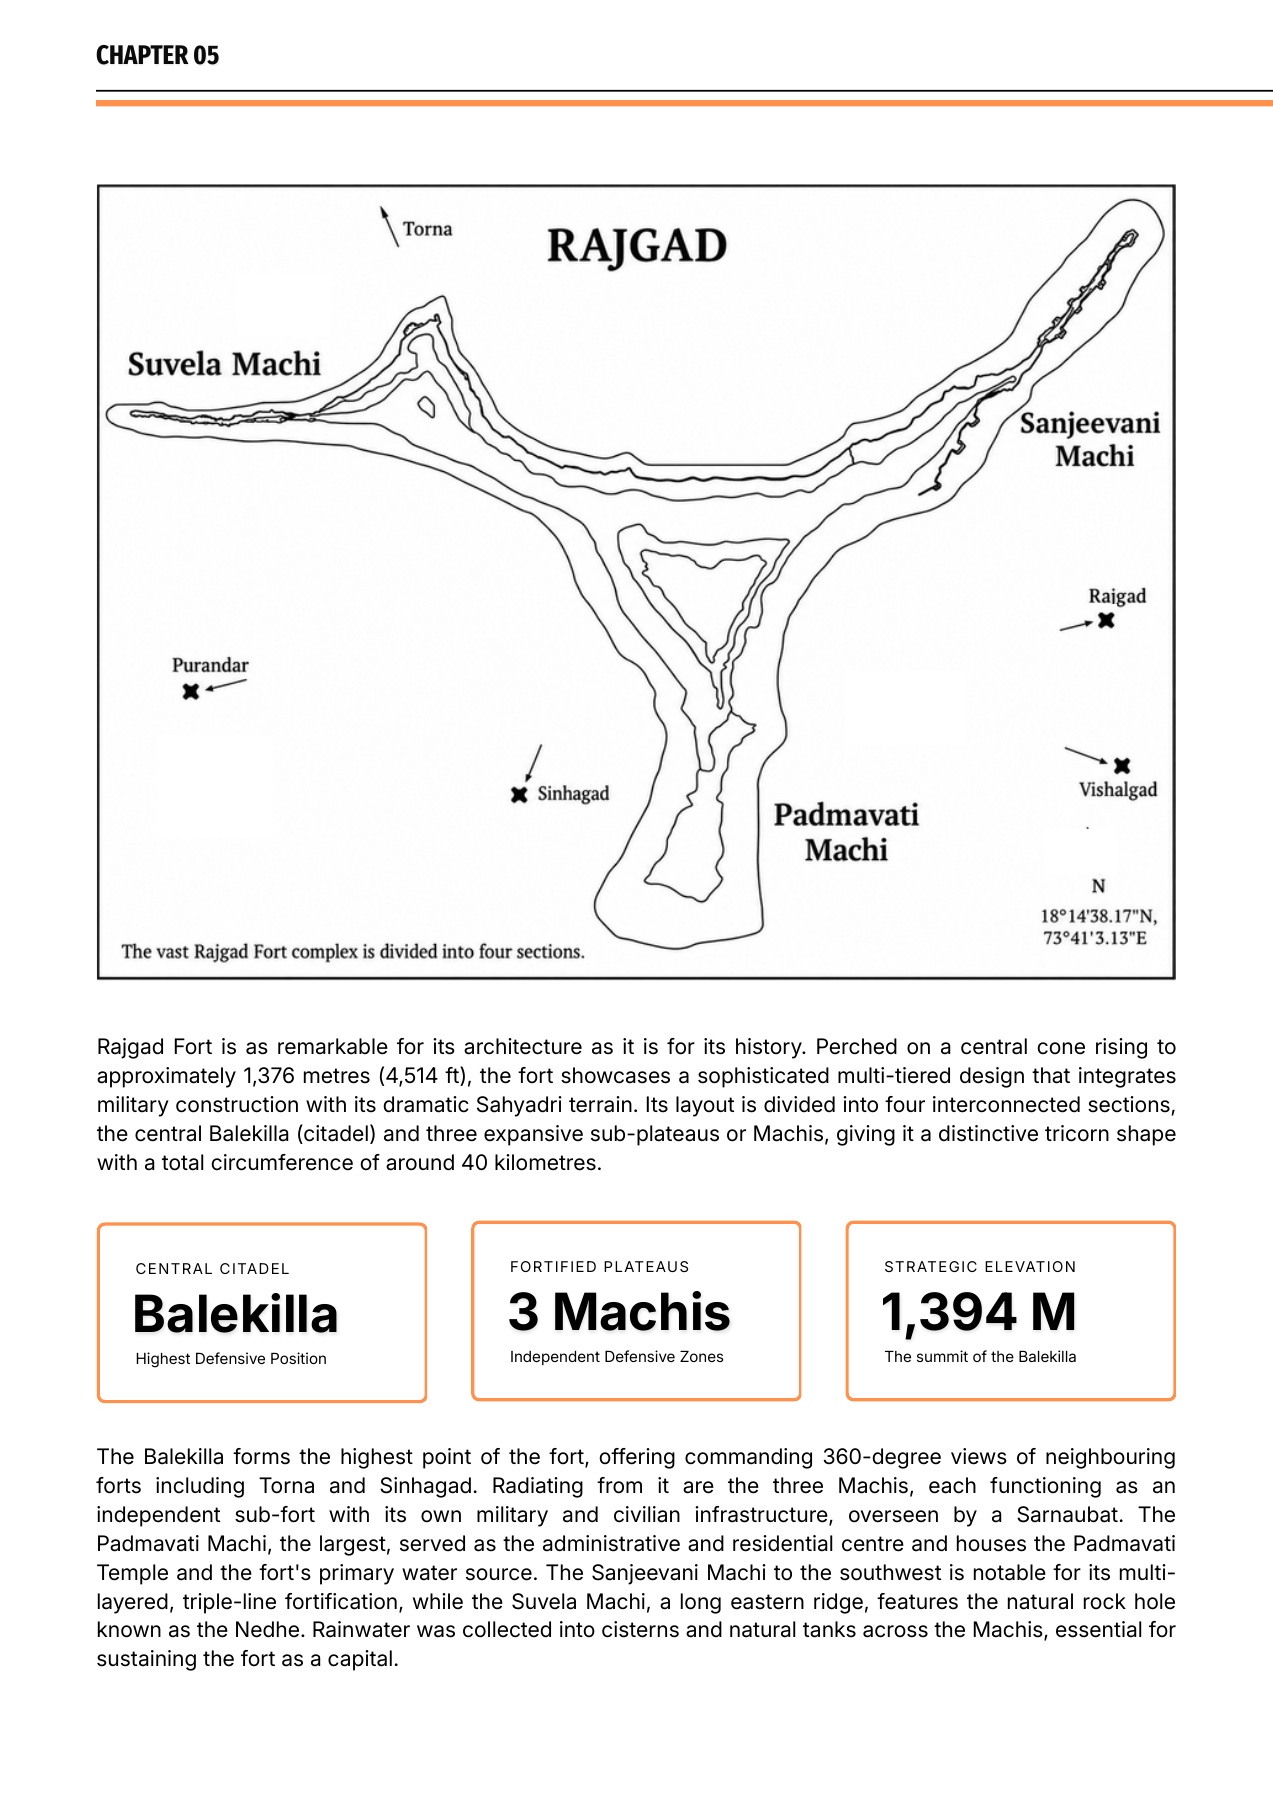 CHAPTER 05
Torna
RAJGAD
Suvela Machi
Sanjeevani
Machi
Rajgad
Purandar
Sinhagad
Vishalgad
Padmavati
Machi
N
18°14'38.17"N,
73°41'3.13"E
The vast Rajgad Fort complex is divided into four sections.
Rajgad Fort is as remarkable for its architecture as it is for its history. Perched on a central cone rising to
approximately 1,376 metres (4,514 ft), the fort showcases a sophisticated multi-tiered design that integrates
military construction with its dramatic Sahyadri terrain. Its layout is divided into four interconnected sections,
the central Balekilla (citadel) and three expansive sub-plateaus or Machis, giving it a distinctive tricorn shape
with a total circumference of around 40 kilometres.
CENTRAL CITADEL
Balekilla
Highest Defensive Position
FORTIFIED PLATEAUS
3 Machis
Independent Defensive Zones
STRATEGIC ELEVATION
1,394 M
The summit of the Balekilla
The Balekilla forms the highest point of the fort, offering commanding 360-degree views of neighbouring
forts including Torna and Sinhagad. Radiating from it are the three Machis, each functioning as an
independent sub-fort with its own military and civilian infrastructure, overseen by a Sarnaubat. The
Padmavati Machi, the largest, served as the administrative and residential centre and houses the Padmavati
Temple and the fort's primary water source. The Sanjeevani Machi to the southwest is notable for its multi-
layered, triple-line fortification, while the Suvela Machi, a long eastern ridge, features the natural rock hole
known as the Nedhe. Rainwater was collected into cisterns and natural tanks across the Machis, essential for
sustaining the fort as a capital.